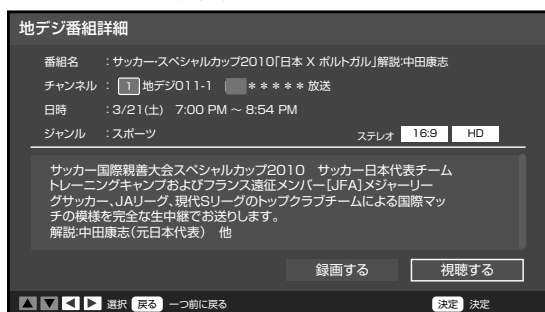 地デジ番組詳細
番組名 :サッカー・スペシャルカップ2010「日本 X ポルトガル」解説:中田康志
チャンネル : 1 地デジ011-1 ＊＊＊＊＊ 放送
日時 :3/21(土) 7:00 PM ～ 8:54 PM
ジャンル :スポーツ ステレオ 16:9 HD
サッカー国際親善大会スペシャルカップ2010 サッカー日本代表チーム
トレーニングキャンプおよびフランス遠征メンバー[JFA]メジャーリー
グサッカー、JAリーグ、現代Sリーグのトップクラブチームによる国際マッ
チの模様を完全な生中継でお送りします。
解説:中田康志(元日本代表) 他
録画する 視聴する
選択 戻る 一つ前に戻る 決定 決定